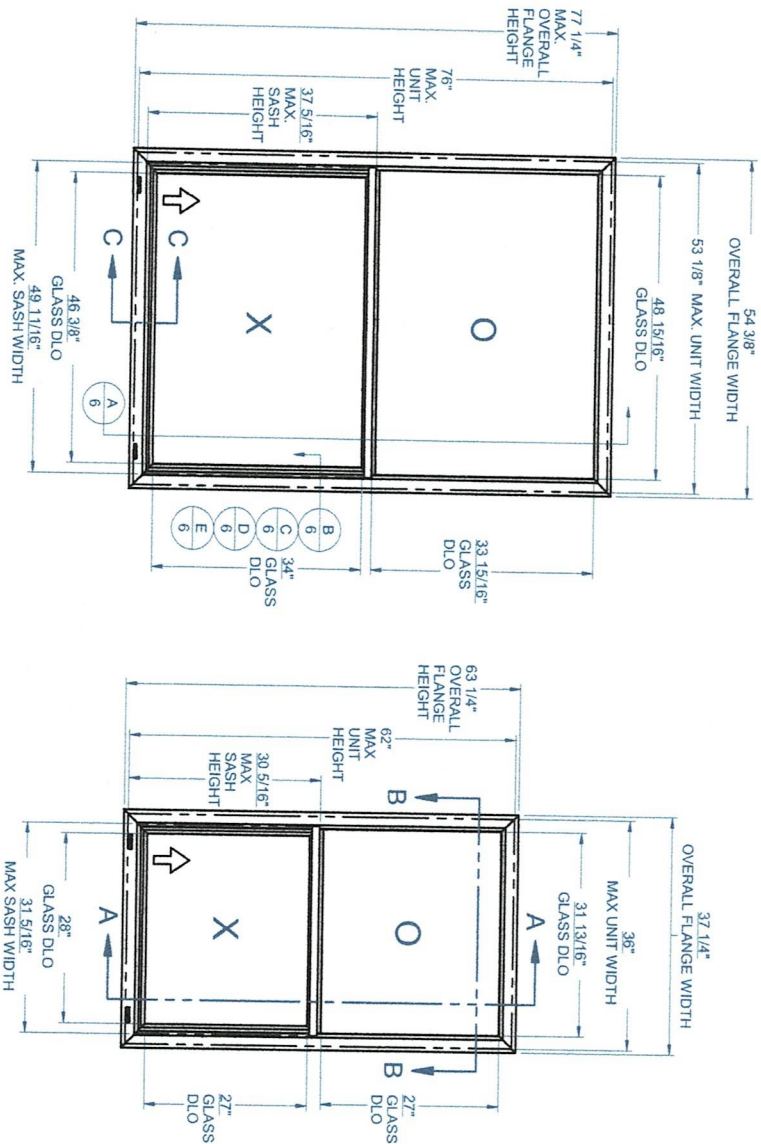 54 3/8"
OVERALL FLANGE WIDTH
53 1/8" MAX. UNIT WIDTH
48 15/16"
GLASS DLO
77 1/4"
MAX.
OVERALL
FLANGE
HEIGHT
76"
MAX.
UNIT
HEIGHT
37 5/16"
MAX.
SASH
HEIGHT
O
X
33 15/16"
GLASS
DLO
34"
GLASS
DLO
B
6
C
6
D
6
E
6
C
C
A
6
46 3/8"
GLASS DLO
49 11/16"
MAX. SASH WIDTH
37 1/4"
OVERALL FLANGE WIDTH
36"
MAX UNIT WIDTH
31 13/16"
GLASS DLO
63 1/4"
OVERALL
FLANGE
HEIGHT
62"
MAX
UNIT
HEIGHT
30 5/16"
MAX
SASH
HEIGHT
A
B
B
O
X
27"
GLASS
DLO
27"
GLASS
DLO
A
28"
GLASS DLO
31 5/16"
MAX SASH WIDTH